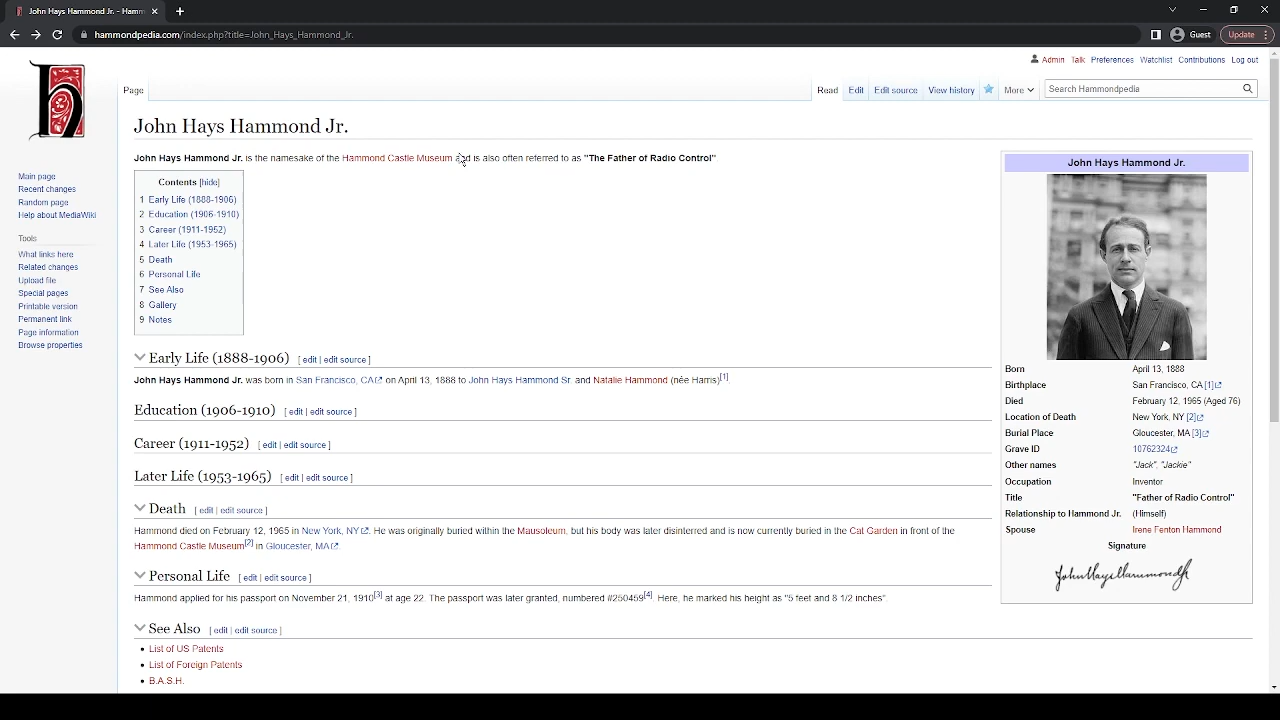 John Hays Hammond Jr. - Hamm
hammondpedia.com/index.php?title=John_Hays_Hammond_Jr.
Guest
Update
Admin Talk Preferences Watchlist Contributions Log out
Page
Read Edit Edit source View history More Search Hammondpedia
John Hays Hammond Jr.
John Hays Hammond Jr. is the namesake of the Hammond Castle Museum and is also often referred to as "The Father of Radio Control"
Main page
Recent changes
Random page
Help about MediaWiki
Tools
What links here
Related changes
Upload file
Special pages
Printable version
Permanent link
Page information
Browse properties
Contents [hide]
1 Early Life (1888-1906)
2 Education (1906-1910)
3 Career (1911-1952)
4 Later Life (1953-1965)
5 Death
6 Personal Life
7 See Also
8 Gallery
9 Notes
Early Life (1888-1906) [ edit | edit source ]
John Hays Hammond Jr. was born in San Francisco, CA on April 13, 1888 to John Hays Hammond Sr. and Natalie Hammond (née Harris)[1].
Education (1906-1910) [ edit | edit source ]
Career (1911-1952) [ edit | edit source ]
Later Life (1953-1965) [ edit | edit source ]
Death [ edit | edit source ]
Hammond died on February 12, 1965 in New York, NY. He was originally buried within the Mausoleum, but his body was later disinterred and is now currently buried in the Cat Garden in front of the
Hammond Castle Museum[2] in Gloucester, MA.
Personal Life [ edit | edit source ]
Hammond applied for his passport on November 21, 1910[3] at age 22. The passport was later granted, numbered #250459[4]. Here, he marked his height as "5 feet and 8 1/2 inches".
See Also [ edit | edit source ]
List of US Patents
List of Foreign Patents
B.A.S.H.
John Hays Hammond Jr.
Born April 13, 1888
Birthplace San Francisco, CA [1]
Died February 12, 1965 (Aged 76)
Location of Death New York, NY [2]
Burial Place Gloucester, MA [3]
Grave ID 10762324
Other names "Jack", "Jackie"
Occupation Inventor
Title "Father of Radio Control"
Relationship to Hammond Jr. (Himself)
Spouse Irene Fenton Hammond
Signature
John Hays Hammond Jr